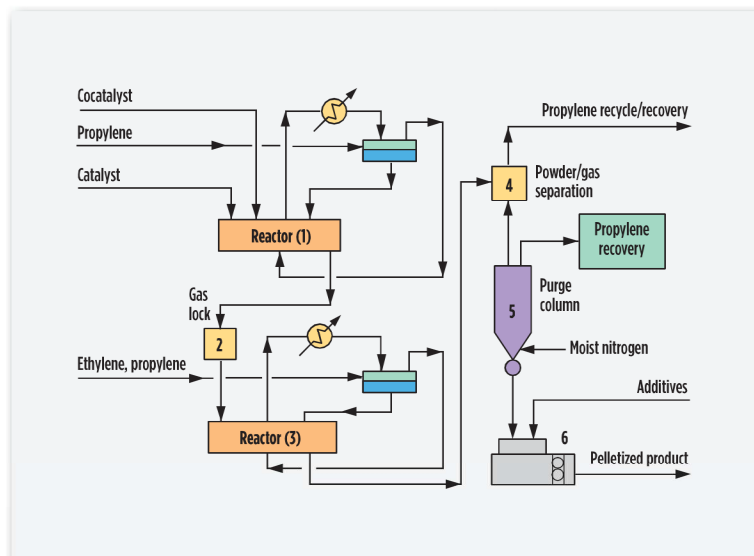 Cocatalyst
Propylene
Catalyst
Reactor (1)
Gas
lock
2
Ethylene, propylene
Reactor (3)
Propylene recycle/recovery
4
Powder/gas
separation
Propylene
recovery
Purge
column
5
Moist nitrogen
Additives
6
Pelletized product